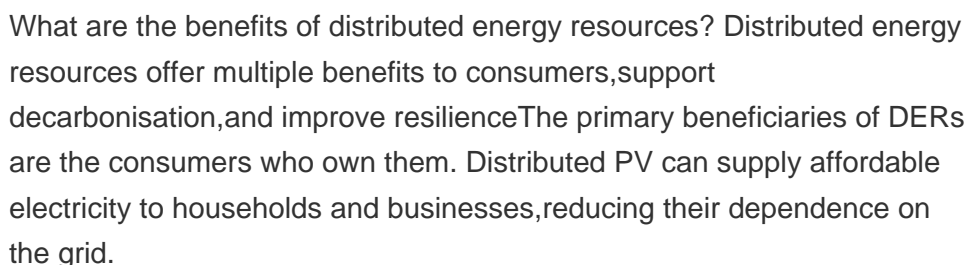 What are the benefits of distributed energy resources? Distributed energy
resources offer multiple benefits to consumers,support
decarbonisation,and improve resilienceThe primary beneficiaries of DERs
are the consumers who own them. Distributed PV can supply affordable
electricity to households and businesses,reducing their dependence on
the grid.